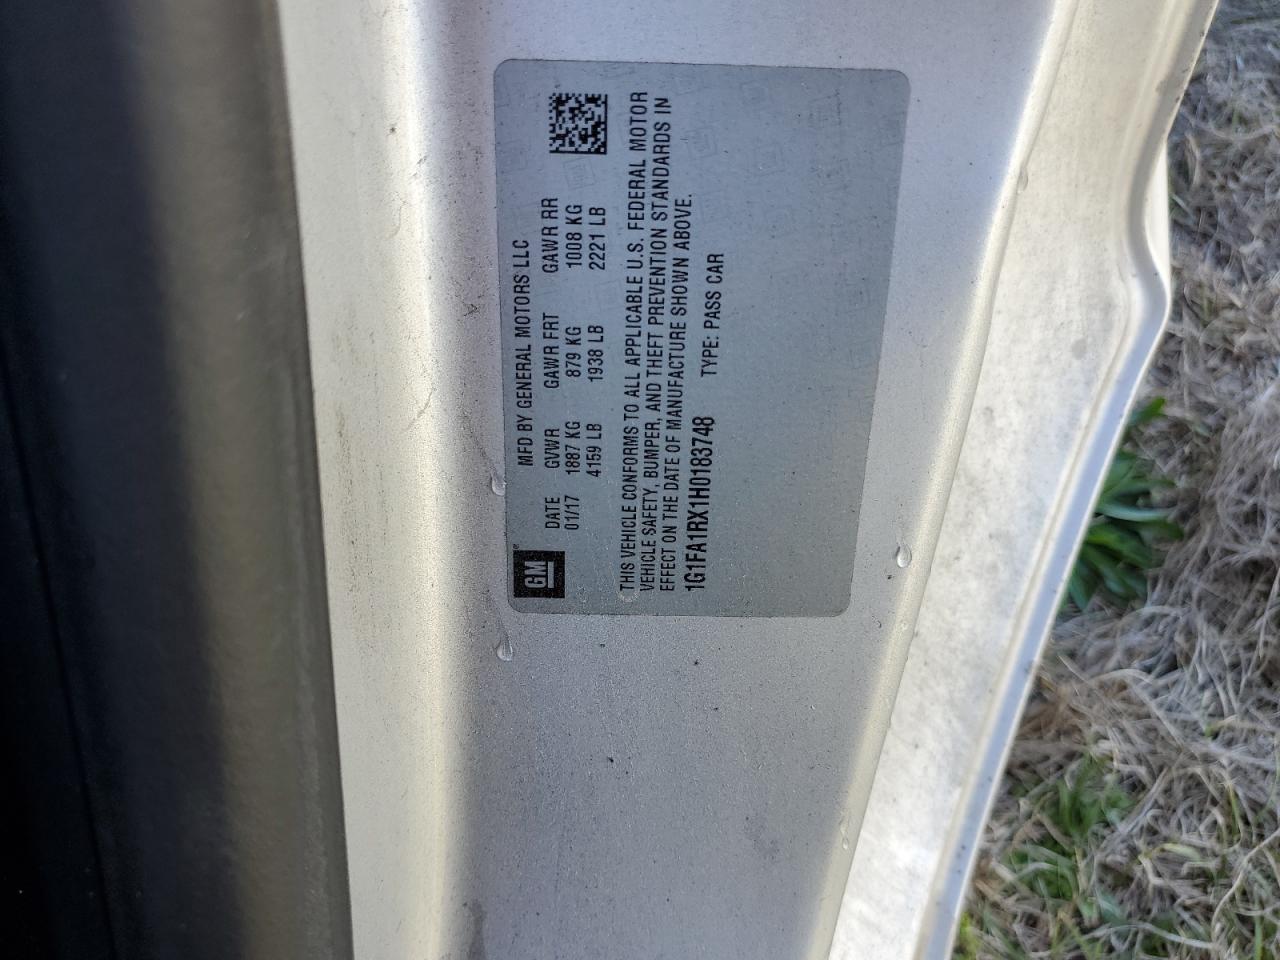 GM
MFD BY GENERAL MOTORS LLC
DATE GVWR GAWR FRT GAWR RR
01/17 1887 KG 879 KG 1008 KG
4159 LB 1938 LB 2221 LB
THIS VEHICLE CONFORMS TO ALL APPLICABLE U.S. FEDERAL MOTOR
VEHICLE SAFETY, BUMPER, AND THEFT PREVENTION STANDARDS IN
EFFECT ON THE DATE OF MANUFACTURE SHOWN ABOVE.
1G1FA1RX1H0183748 TYPE: PASS CAR